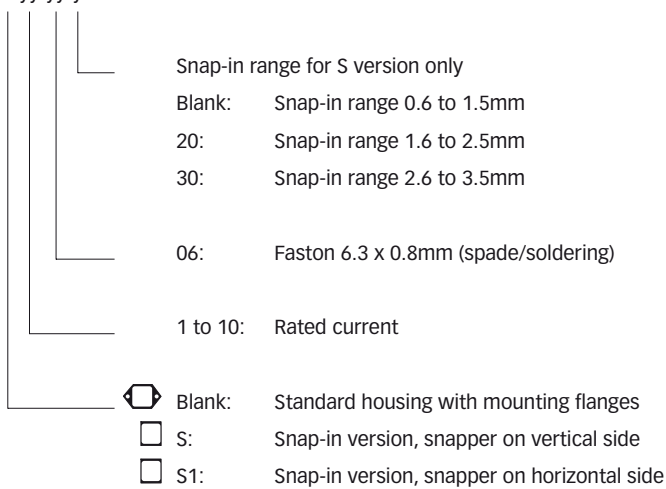 Snap-in range for S version only
Blank: Snap-in range 0.6 to 1.5mm
20: Snap-in range 1.6 to 2.5mm
30: Snap-in range 2.6 to 3.5mm
06: Faston 6.3 x 0.8mm (spade/soldering)
1 to 10: Rated current
Blank: Standard housing with mounting flanges
S: Snap-in version, snapper on vertical side
S1: Snap-in version, snapper on horizontal side